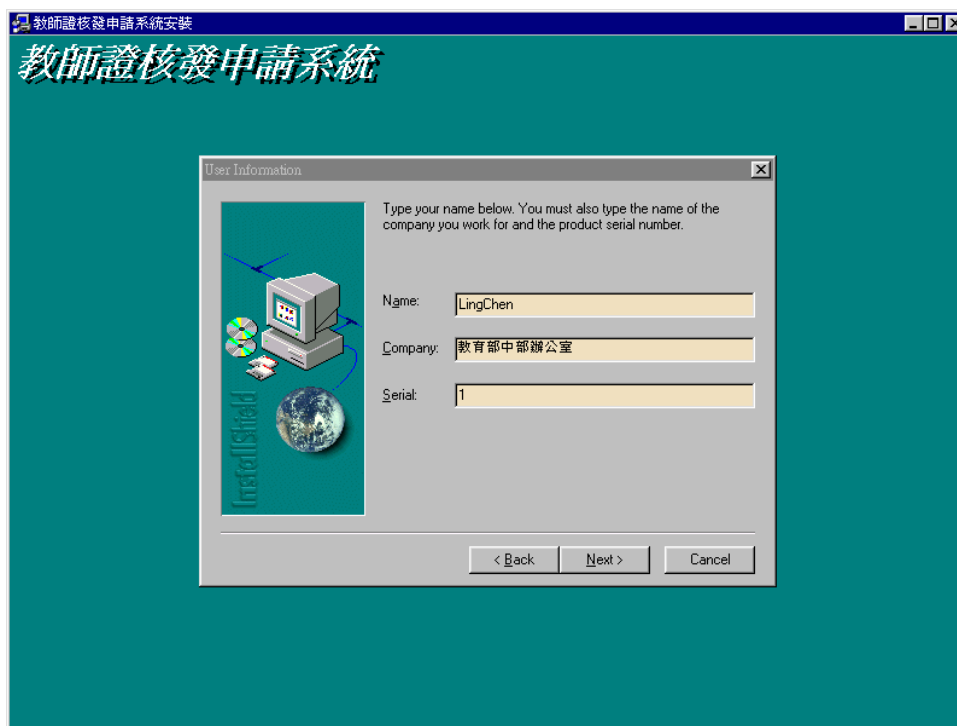 教師證核發申請系統安裝
教師證核發申請系統
User Information
Type your name below. You must also type the name of the
company you work for and the product serial number.
Name:
LingChen
Company:
教育部中部辦公室
Serial:
1
InstallShield
< Back
Next >
Cancel